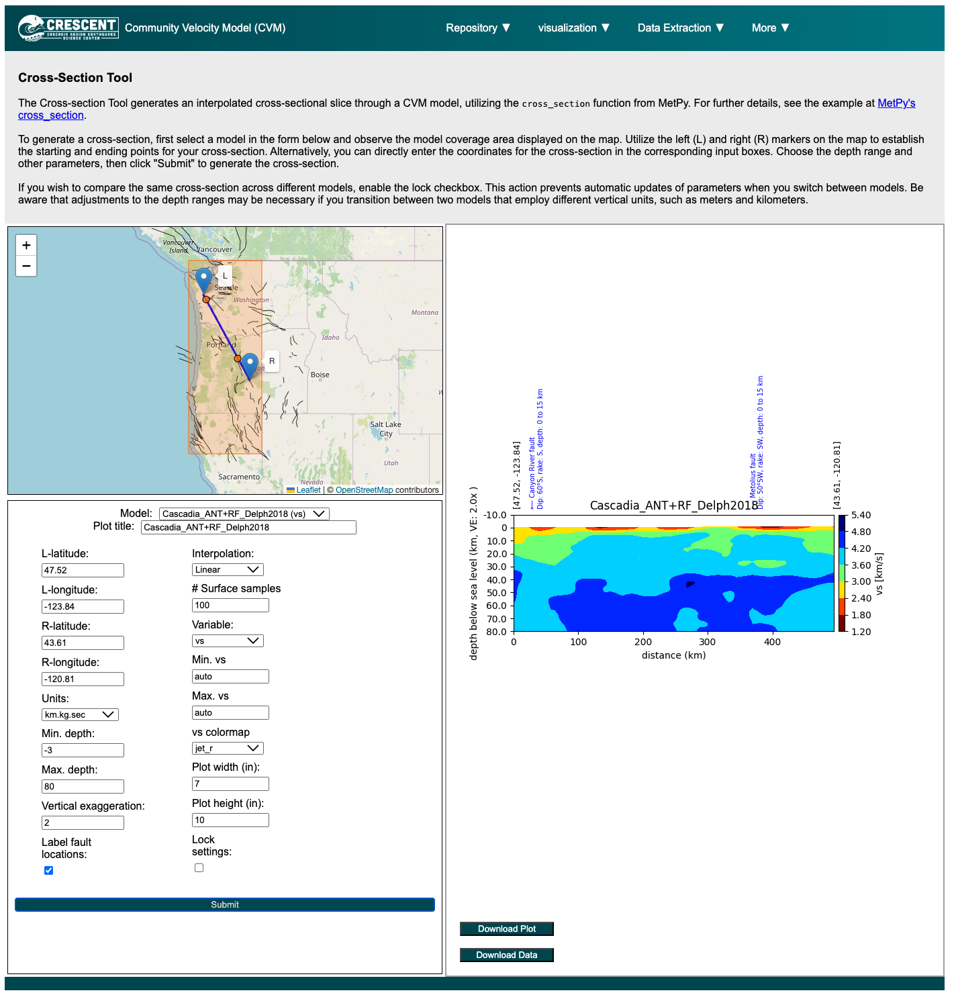 CRESCENT
CASCADIA REGION EARTHQUAKE
SCIENCE CENTER
Community Velocity Model (CVM)
Repository ▼
visualization ▼
Data Extraction ▼
More ▼
Cross-Section Tool
The Cross-section Tool generates an interpolated cross-sectional slice through a CVM model, utilizing the cross_section function from MetPy. For further details, see the example at MetPy's
cross_section.
To generate a cross-section, first select a model in the form below and observe the model coverage area displayed on the map. Utilize the left (L) and right (R) markers on the map to establish
the starting and ending points for your cross-section. Alternatively, you can directly enter the coordinates for the cross-section in the corresponding input boxes. Choose the depth range and
other parameters, then click "Submit" to generate the cross-section.
If you wish to compare the same cross-section across different models, enable the lock checkbox. This action prevents automatic updates of parameters when you switch between models. Be
aware that adjustments to the depth ranges may be necessary if you transition between two models that employ different vertical units, such as meters and kilometers.
+
−
Vancouver
Island
Vancouver
L
Seattle
Washington
Montana
Portland
Idaho
R
Boise
Salt Lake
City
Utah
Sacramento
Nevada
Leaflet | © OpenStreetMap contributors
Model: Cascadia_ANT+RF_Delph2018 (vs)
Plot title: Cascadia_ANT+RF_Delph2018
L-latitude:
47.52
L-longitude:
-123.84
R-latitude:
43.61
R-longitude:
-120.81
Units:
km.kg.sec
Min. depth:
-3
Max. depth:
80
Vertical exaggeration:
2
Label fault
locations:
Interpolation:
Linear
# Surface samples
100
Variable:
vs
Min. vs
auto
Max. vs
auto
vs colormap
jet_r
Plot width (in):
7
Plot height (in):
10
Lock
settings:
Submit
[47.52, -123.84]
⟵ Canyon River fault
Dip: 60°S, rake: S, depth: 0 to 15 km
Metolius fault
Dip: 50°SW, rake: SW, depth: 0 to 15 km
[43.61, -120.81]
Cascadia_ANT+RF_Delph2018
depth below sea level (km, VE: 2.0x )
-10.0
0
10.0
20.0
30.0
40.0
50.0
60.0
70.0
80.0
0
100
200
300
400
distance (km)
5.40
4.80
4.20
3.60
3.00
2.40
1.80
1.20
vs [km/s]
Download Plot
Download Data